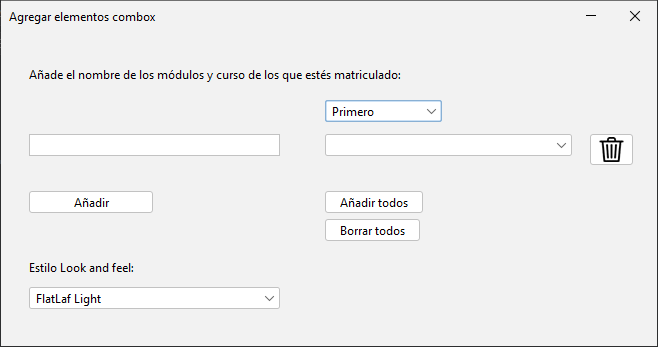 Agregar elementos combox
Añade el nombre de los módulos y curso de los que estés matriculado:
Primero
Añadir
Añadir todos
Borrar todos
Estilo Look and feel:
FlatLaf Light